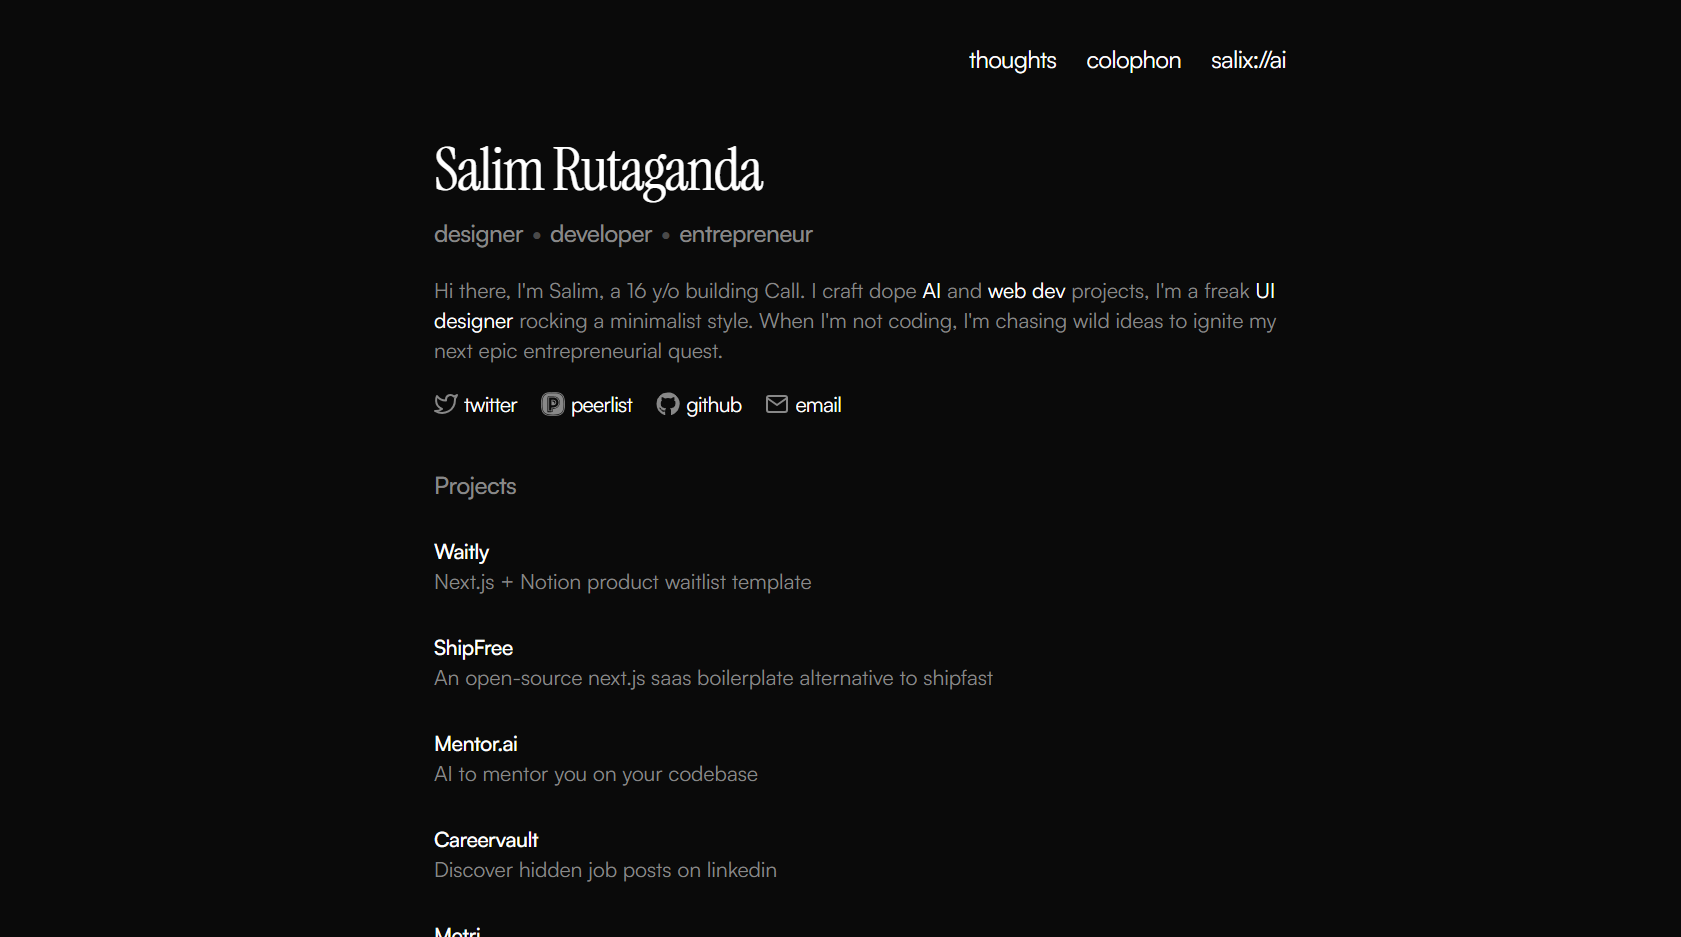 thoughts colophon salix://ai
Salim Rutaganda
designer • developer • entrepreneur
Hi there, I'm Salim, a 16 y/o building Call. I craft dope AI and web dev projects, I'm a freak UI
designer rocking a minimalist style. When I'm not coding, I'm chasing wild ideas to ignite my
next epic entrepreneurial quest.
twitter peerlist github email
Projects
Waitly
Next.js + Notion product waitlist template
ShipFree
An open-source next.js saas boilerplate alternative to shipfast
Mentor.ai
AI to mentor you on your codebase
Careervault
Discover hidden job posts on linkedin
Metri